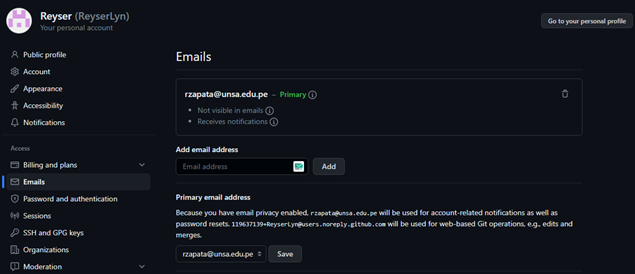 Reyser (ReyserLyn)
Your personal account
Go to your personal profile
Public profile
Account
Appearance
Accessibility
Notifications
Access
Billing and plans
Emails
Password and authentication
Sessions
SSH and GPG keys
Organizations
Moderation
Emails
rzapata@unsa.edu.pe – Primary
Not visible in emails
Receives notifications
Add email address
Email address
Add
Primary email address
Because you have email privacy enabled, rzapata@unsa.edu.pe will be used for account-related notifications as well as
password resets. 119637139+ReyserLyn@users.noreply.github.com will be used for web-based Git operations, e.g., edits and
merges.
rzapata@unsa.edu.pe
Save